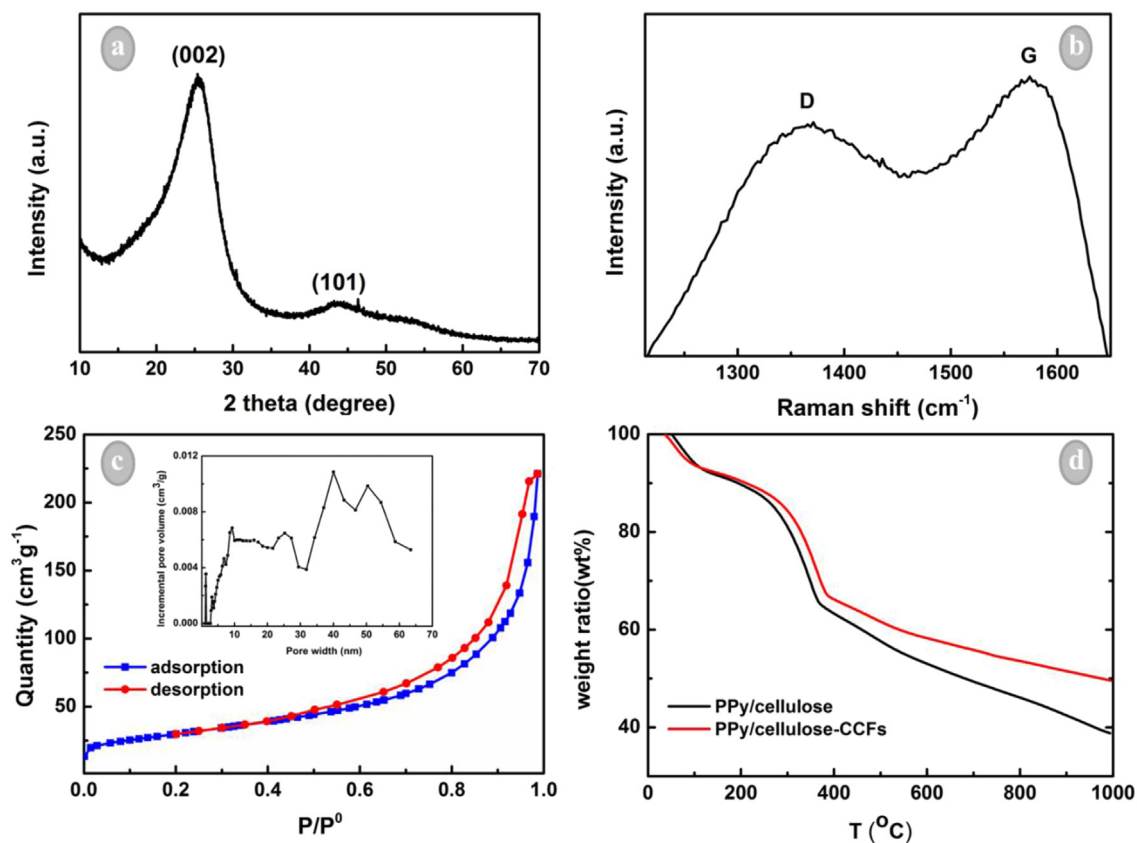 a
(002)
(101)
Intensity (a.u.)
10 20 30 40 50 60 70
2 theta (degree)
b
D
G
Internsity (a.u.)
1300 1400 1500 1600
Raman shift (cm⁻¹)
c
250
200
150
100
50
0
Quantity (cm³g⁻¹)
0.012
0.008
0.004
0.000
Incremental pore volume (cm³/g)
10 20 30 40 50 60 70
Pore width (nm)
adsorption
desorption
0.0 0.2 0.4 0.6 0.8 1.0
P/P⁰
d
100
80
60
40
weight ratio(wt%)
PPy/cellulose
PPy/cellulose-CCFs
0 200 400 600 800 1000
T (°C)